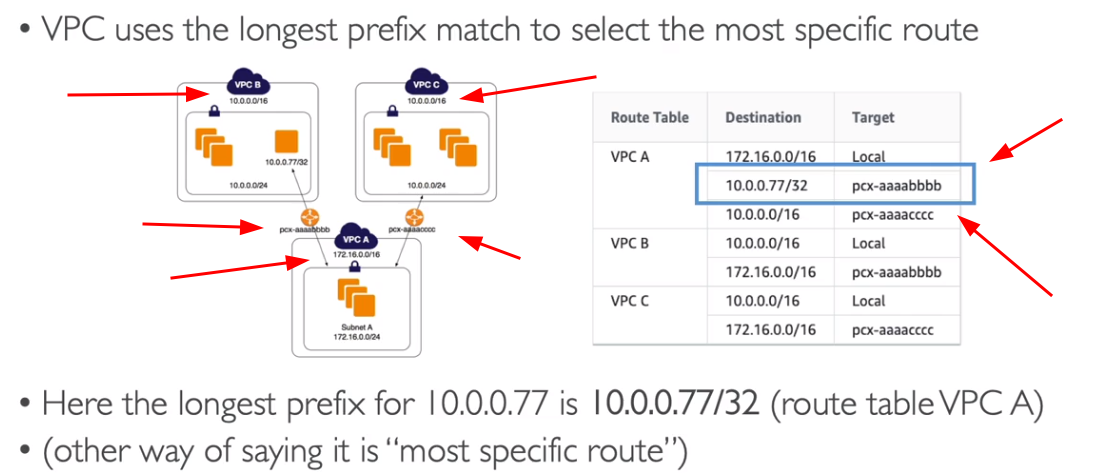 • VPC uses the longest prefix match to select the most specific route
VPC B
10.0.0.0/16
10.0.0.77/32
10.0.0.0/24
VPC C
10.0.0.0/16
10.0.0.0/24
pcx-aaaabbbb
pcx-aaaacccc
VPC A
172.16.0.0/16
Subnet A
172.16.0.0/24
Route Table Destination Target
VPC A 172.16.0.0/16 Local
10.0.0.77/32 pcx-aaaabbbb
10.0.0.0/16 pcx-aaaacccc
VPC B 10.0.0.0/16 Local
172.16.0.0/16 pcx-aaaabbbb
VPC C 10.0.0.0/16 Local
172.16.0.0/16 pcx-aaaacccc
• Here the longest prefix for 10.0.0.77 is 10.0.0.77/32 (route table VPC A)
• (other way of saying it is “most specific route”)